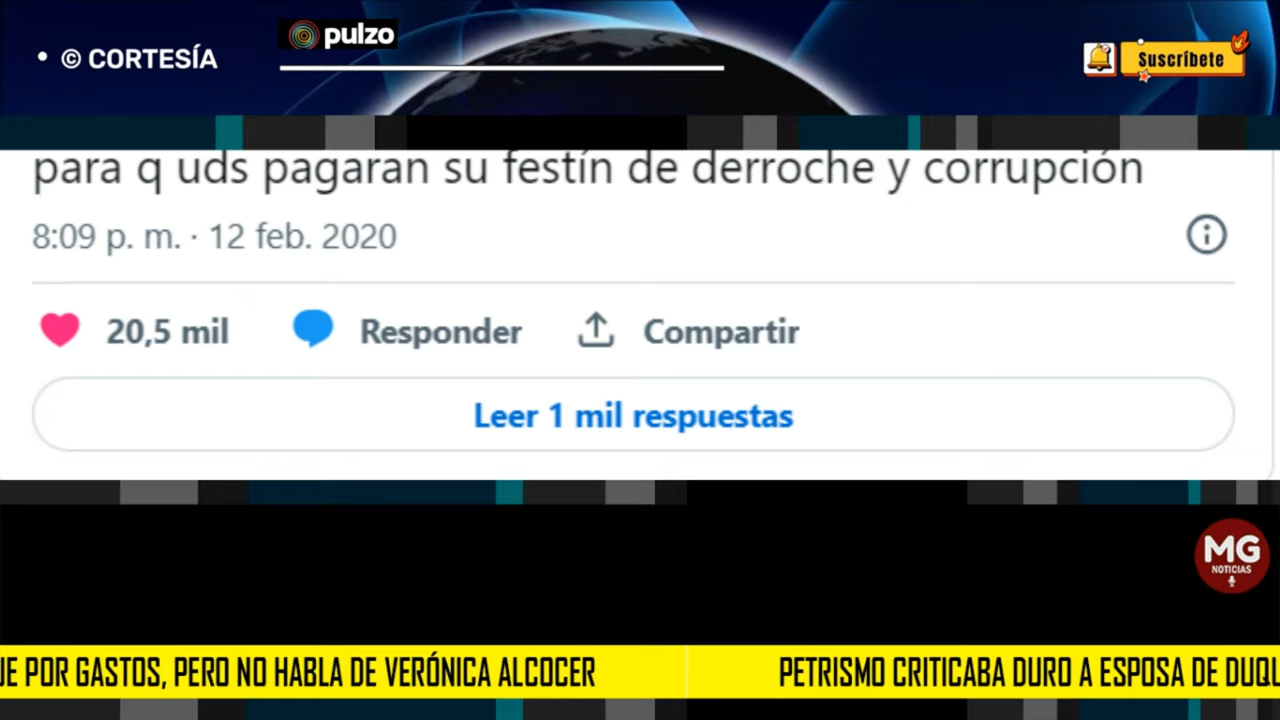 • © CORTESÍA
pulzo
Suscríbete
para q uds pagaran su festín de derroche y corrupción
8:09 p. m. · 12 feb. 2020
20,5 mil
Responder
Compartir
Leer 1 mil respuestas
MG
NOTICIAS
UE POR GASTOS, PERO NO HABLA DE VERÓNICA ALCOCER
PETRISMO CRITICABA DURO A ESPOSA DE DUQU